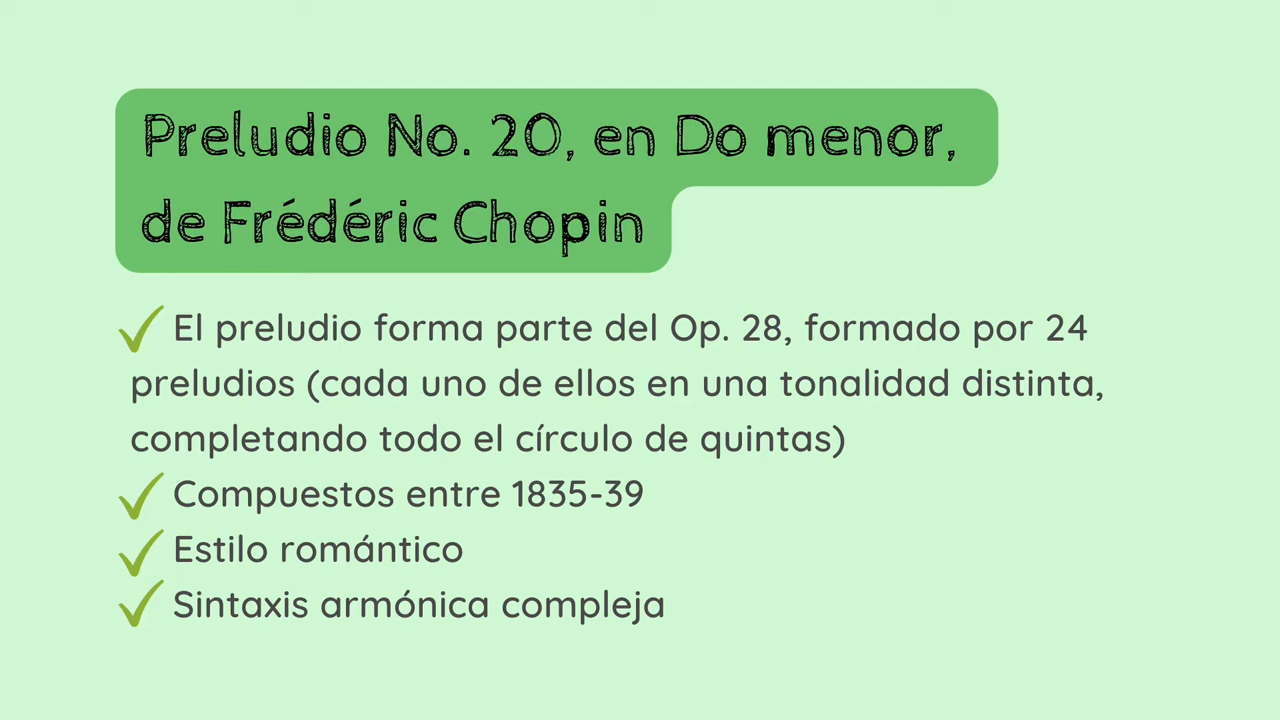 Preludio No. 20, en Do menor,
de Frédéric Chopin
El preludio forma parte del Op. 28, formado por 24
preludios (cada uno de ellos en una tonalidad distinta,
completando todo el círculo de quintas)
Compuestos entre 1835-39
Estilo romántico
Sintaxis armónica compleja